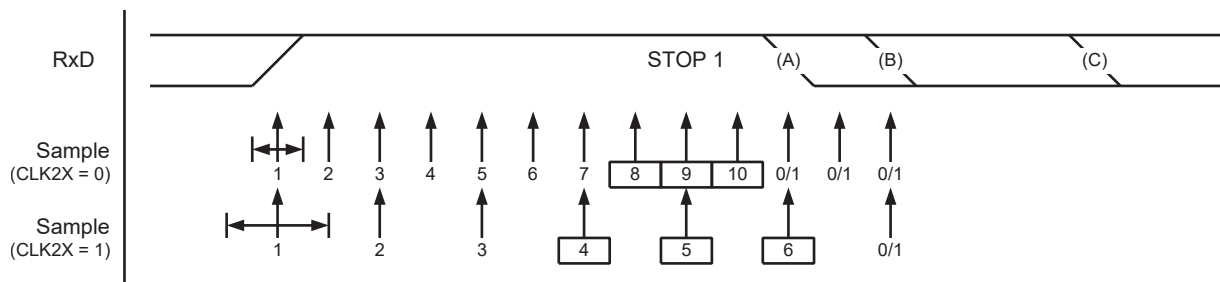 RxD STOP 1 (A) (B) (C)
Sample
(CLK2X = 0)
1 2 3 4 5 6 7 8 9 10 0/1 0/1 0/1
Sample
(CLK2X = 1)
1 2 3 4 5 6 0/1